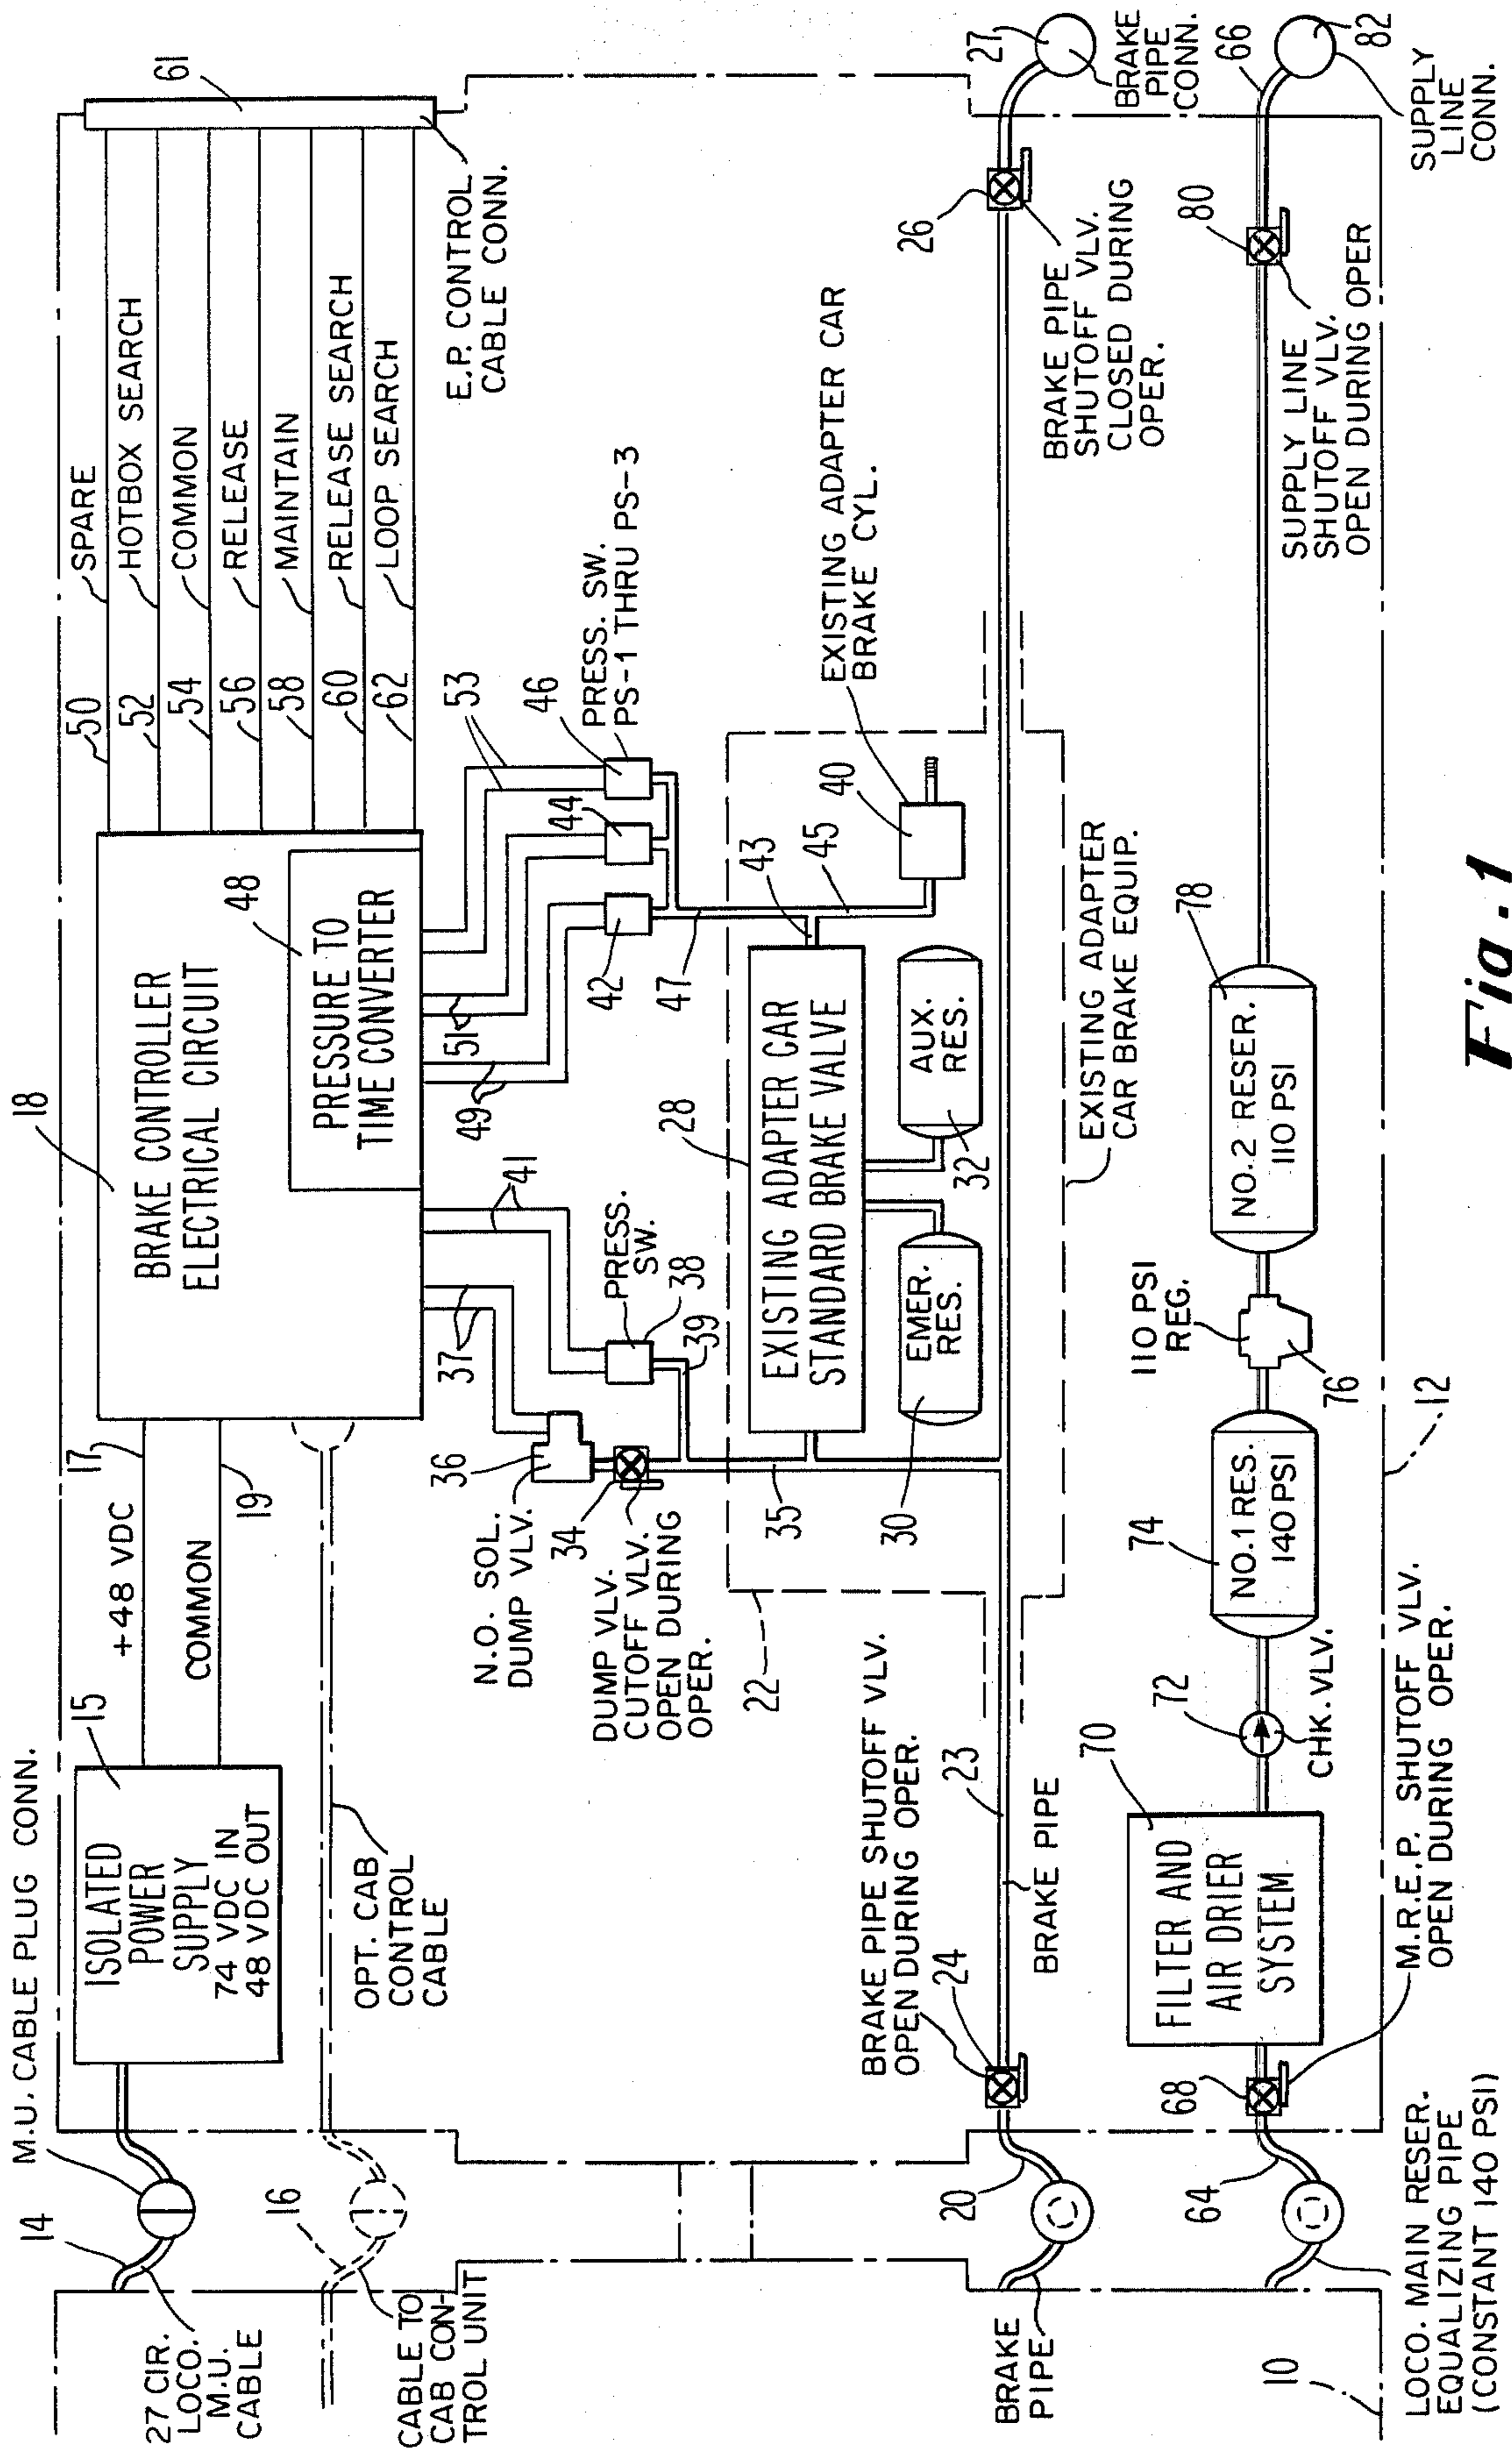 M.U. CABLE PLUG CONN.
14
27 CIR.
LOCO.
M.U.
CABLE
15
ISOLATED
POWER
SUPPLY
74 VDC IN
48 VDC OUT
17
+48 VDC
COMMON
19
16
CABLE TO
CAB CON-
TROL UNIT
OPT. CAB
CONTROL
CABLE
18
BRAKE CONTROLLER
ELECTRICAL CIRCUIT
48
PRESSURE TO
TIME CONVERTER
50
SPARE
52
HOTBOX SEARCH
54
COMMON
56
RELEASE
58
MAINTAIN
60
RELEASE SEARCH
62
LOOP SEARCH
61
E.P. CONTROL
CABLE CONN.
37
41
49
51
53
N.O. SOL.
DUMP VLV.
36
34
DUMP VLV.
CUTOFF VLV.
OPEN DURING
OPER.
PRESS.
SW.
38
39
42
44
46
PRESS. SW.
PS-1 THRU PS-3
47
43
45
40
EXISTING ADAPTER CAR
BRAKE CYL.
22
35
28
EXISTING ADAPTER CAR
STANDARD BRAKE VALVE
EMER.
RES.
30
AUX.
RES.
32
EXISTING ADAPTER
CAR BRAKE EQUIP.
BRAKE
PIPE
20
BRAKE PIPE SHUTOFF VLV.
OPEN DURING OPER.
24
23
BRAKE PIPE
26
BRAKE PIPE
SHUTOFF VLV.
CLOSED DURING
OPER.
27
BRAKE
PIPE
CONN.
10
LOCO. MAIN RESER.
EQUALIZING PIPE
(CONSTANT 140 PSI)
64
68
M.R.E.P. SHUTOFF VLV.
OPEN DURING OPER.
70
FILTER AND
AIR DRIER
SYSTEM
72
CHK. VLV.
74
NO. 1 RES.
140 PSI
110 PSI
REG.
76
78
NO. 2 RESER.
110 PSI
80
SUPPLY LINE
SHUTOFF VLV.
OPEN DURING OPER
66
82
SUPPLY
LINE
CONN.
12
Fig. 1